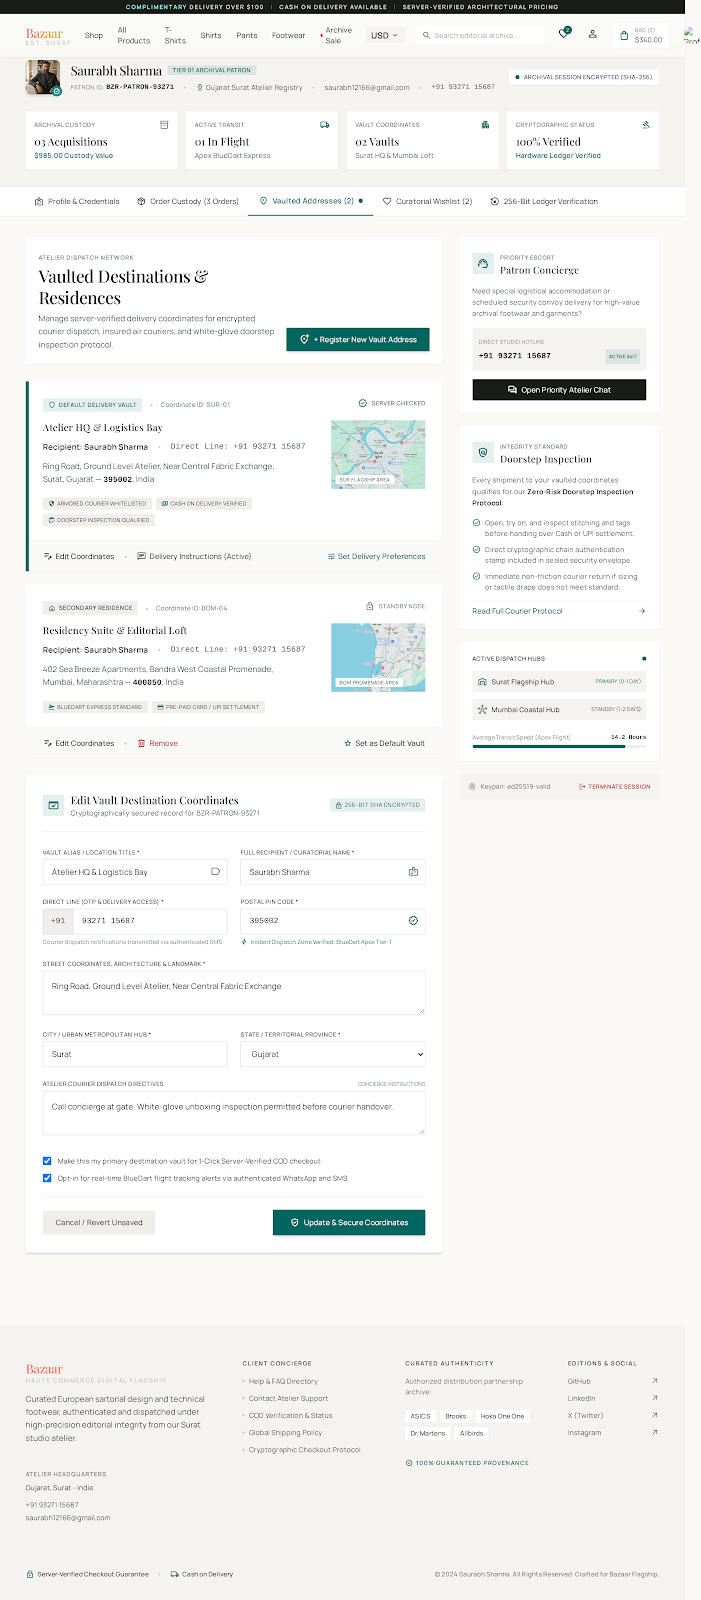 COMPLIMENTARY DELIVERY OVER $100 | CASH ON DELIVERY AVAILABLE | SERVER-VERIFIED ARCHITECTURAL PRICING
Bazaar
EST. SURAT
Shop
All Products
T-Shirts
Shirts
Pants
Footwear
Archive Sale
USD
Search editorial archive...
2
BAG (3)
$340.00
Saurabh Sharma
TIER 01 ARCHIVAL PATRON
PATRON ID: BZR-PATRON-93271 • Gujarat Surat Atelier Registry • saurabh12166@gmail.com • +91 93271 15687
ARCHIVAL SESSION ENCRYPTED (SHA-256)
ARCHIVAL CUSTODY
03 Acquisitions
$985.00 Custody Value
ACTIVE TRANSIT
01 In Flight
Apex BlueDart Express
VAULT COORDINATES
02 Vaults
Surat HQ & Mumbai Loft
CRYPTOGRAPHIC STATUS
100% Verified
Hardware Ledger Verified
Profile & Credentials
Order Custody (3 Orders)
Vaulted Addresses (2)
Curatorial Wishlist (2)
256-Bit Ledger Verification
ATELIER DISPATCH NETWORK
Vaulted Destinations &
Residences
Manage server-verified delivery coordinates for encrypted
courier dispatch, insured air couriers, and white-glove doorstep
inspection protocol.
+ Register New Vault Address
DEFAULT DELIVERY VAULT • Coordinate ID: SUR-01
SERVER CHECKED
Atelier HQ & Logistics Bay
Recipient: Saurabh Sharma • Direct Line: +91 93271 15687
Ring Road, Ground Level Atelier, Near Central Fabric Exchange,
Surat, Gujarat — 395002, India
SUR FLAGSHIP AREA
ARMORED COURIER WHITELISTED
CASH ON DELIVERY VERIFIED
DOORSTEP INSPECTION QUALIFIED
Edit Coordinates • Delivery Instructions (Active)
Set Delivery Preferences
SECONDARY RESIDENCE • Coordinate ID: BOM-04
STANDBY NODE
Residency Suite & Editorial Loft
Recipient: Saurabh Sharma • Direct Line: +91 93271 15687
402 Sea Breeze Apartments, Bandra West Coastal Promenade,
Mumbai, Maharashtra — 400050, India
BOM PROMENADE AREA
BLUEDART EXPRESS STANDARD
PRE-PAID CARD / UPI SETTLEMENT
Edit Coordinates • Remove
Set as Default Vault
Edit Vault Destination Coordinates
Cryptographically secured record for BZR-PATRON-93271
256-BIT SHA ENCRYPTED
VAULT ALIAS / LOCATION TITLE *
Atelier HQ & Logistics Bay
FULL RECIPIENT / CURATORIAL NAME *
Saurabh Sharma
DIRECT LINE (OTP & DELIVERY ACCESS) *
+91 93271 15687
Courier dispatch notifications transmitted via authenticated SMS.
POSTAL PIN CODE *
395002
Instant Dispatch Zone Verified: BlueDart Apex Tier-1
STREET COORDINATES, ARCHITECTURE & LANDMARK *
Ring Road, Ground Level Atelier, Near Central Fabric Exchange
CITY / URBAN METROPOLITAN HUB *
Surat
STATE / TERRITORIAL PROVINCE *
Gujarat
ATELIER COURIER DISPATCH DIRECTIVES
CONCIERGE INSTRUCTIONS
Call concierge at gate. White-glove unboxing inspection permitted before courier handover.
Make this my primary destination vault for 1-Click Server-Verified COD checkout
Opt-in for real-time BlueDart flight tracking alerts via authenticated WhatsApp and SMS
Cancel / Revert Unsaved
Update & Secure Coordinates
PRIORITY ESCORT
Patron Concierge
Need special logistical accommodation or
scheduled security convoy delivery for high-value
archival footwear and garments?
DIRECT STUDIO HOTLINE
+91 93271 15687
ACTIVE 24/7
Open Priority Atelier Chat
INTEGRITY STANDARD
Doorstep Inspection
Every shipment to your vaulted coordinates
qualifies for our Zero-Risk Doorstep Inspection
Protocol:
Open, try on, and inspect stitching and tags
before handing over Cash or UPI settlement.
Direct cryptographic chain authentication
stamp included in sealed security envelope.
Immediate non-friction courier return if sizing
or tactile drape does not meet standard.
Read Full Courier Protocol
ACTIVE DISPATCH HUBS
Surat Flagship Hub
PRIMARY (0-1 DAY)
Mumbai Coastal Hub
STANDBY (1-2 DAYS)
Average Transit Speed (Apex Flight)
14.2 Hours
Keypair: ed25519-valid
TERMINATE SESSION
Bazaar
HAUTE COMMERCE DIGITAL FLAGSHIP
Curated European sartorial design and technical
footwear, authenticated and dispatched under
high-precision editorial integrity from our Surat
studio atelier.
ATELIER HEADQUARTERS
Gujarat, Surat - India
+91 93271 15687
saurabh12166@gmail.com
CLIENT CONCIERGE
Help & FAQ Directory
Contact Atelier Support
COD Verification & Status
Global Shipping Policy
Cryptographic Checkout Protocol
CURATED AUTHENTICITY
Authorized distribution partnership
archive:
ASICS
Brooks
Hoka One One
Dr. Martens
Allbirds
100% GUARANTEED PROVENANCE
EDITIONS & SOCIAL
GitHub
LinkedIn
X (Twitter)
Instagram
Server-Verified Checkout Guarantee • Cash on Delivery
© 2024 Saurabh Sharma. All Rights Reserved. Crafted for Bazaar Flagship.